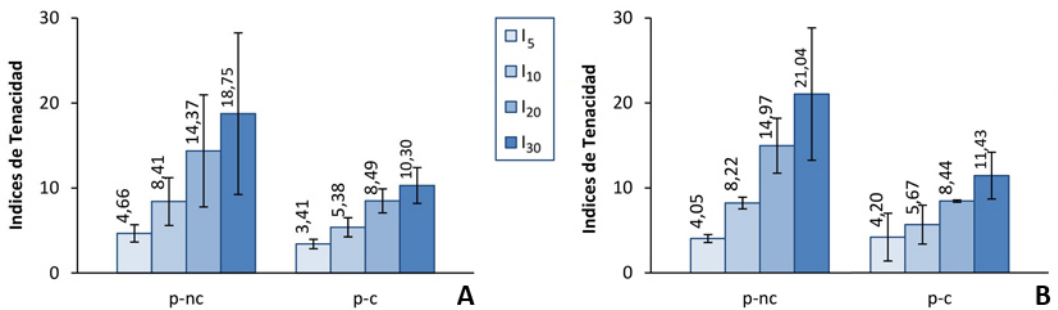 Indices de Tenacidad
30
20
10
0
4,66
8,41
14,37
18,75
3,41
5,38
8,49
10,30
p-nc
p-c
A
I5
I10
I20
I30
Indices de Tenacidad
30
20
10
0
4,05
8,22
14,97
21,04
4,20
5,67
8,44
11,43
p-nc
p-c
B